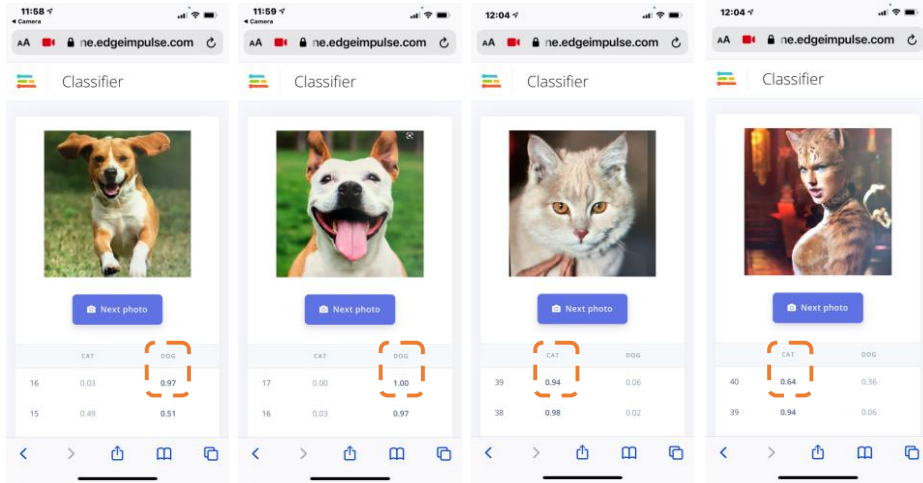 11:58
Camera
AA ne.edgeimpulse.com
Classifier
Next photo
CAT DOG
16 0.03 0.97
15 0.49 0.51
11:59
Camera
AA ne.edgeimpulse.com
Classifier
Next photo
CAT DOG
17 0.00 1.00
16 0.03 0.97
12:04
AA ne.edgeimpulse.com
Classifier
Next photo
CAT DOG
39 0.94 0.06
38 0.98 0.02
12:04
AA ne.edgeimpulse.com
Classifier
Next photo
CAT DOG
40 0.64 0.36
39 0.94 0.06